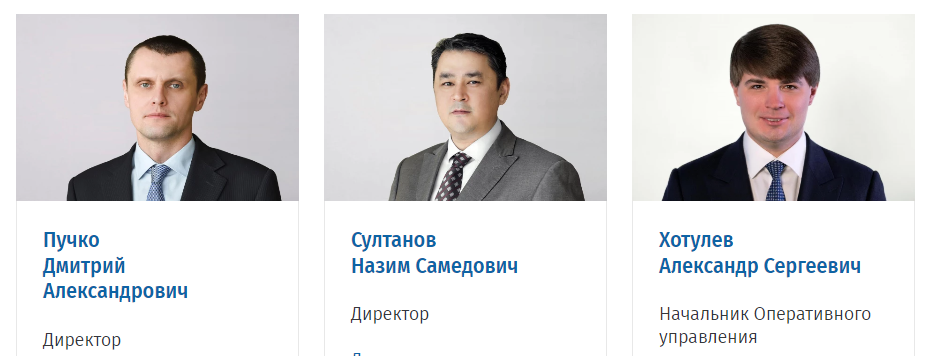 Пучко
Дмитрий
Александрович
Директор
Султанов
Назим Самедович
Директор
Хотулев
Александр Сергеевич
Начальник Оперативного
управления